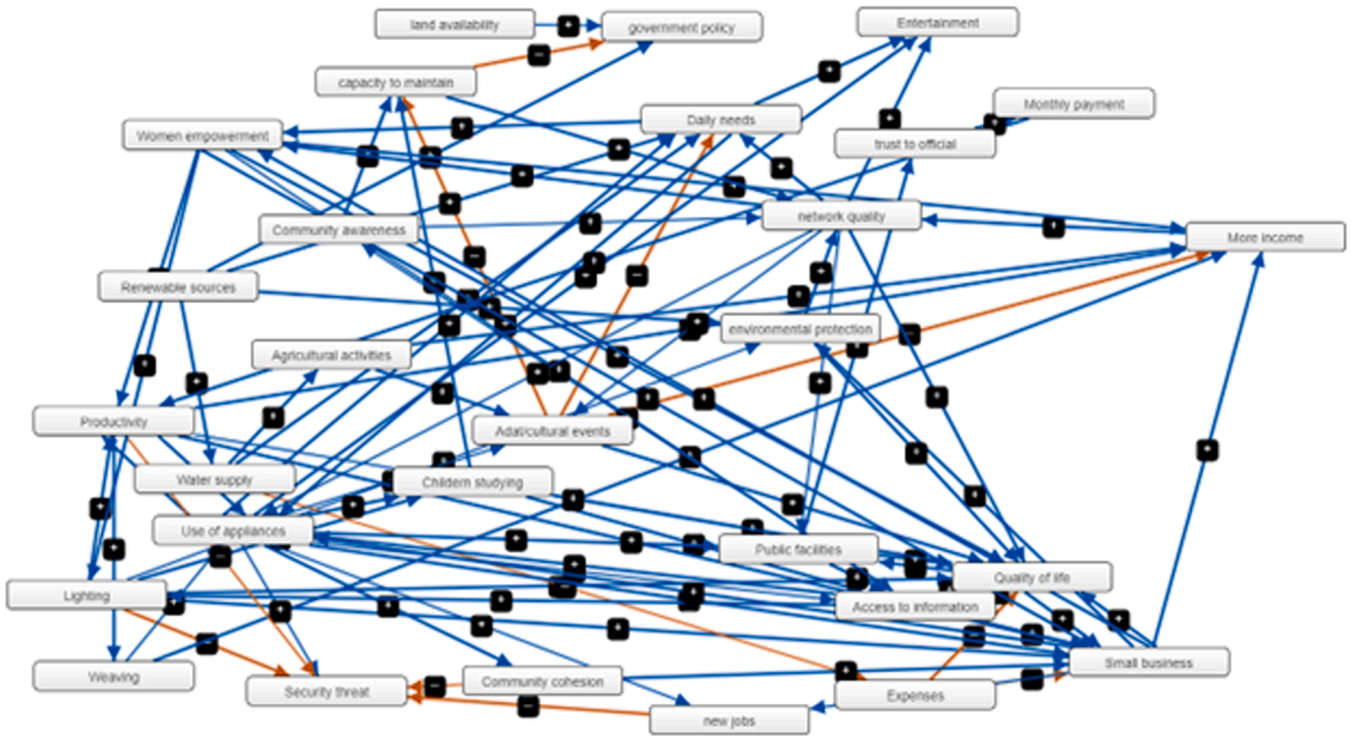 land availability
government policy
Entertainment
capacity to maintain
Monthly payment
Daily needs
Women empowerment
trust to official
network quality
Community awareness
More income
Renewable sources
environmental protection
Agricultural activities
Productivity
Adat/cultural events
Water supply
Childern studying
Use of appliances
Public facilities
Quality of life
Lighting
Access to information
Small business
Weaving
Community cohesion
Security threat
Expenses
new jobs